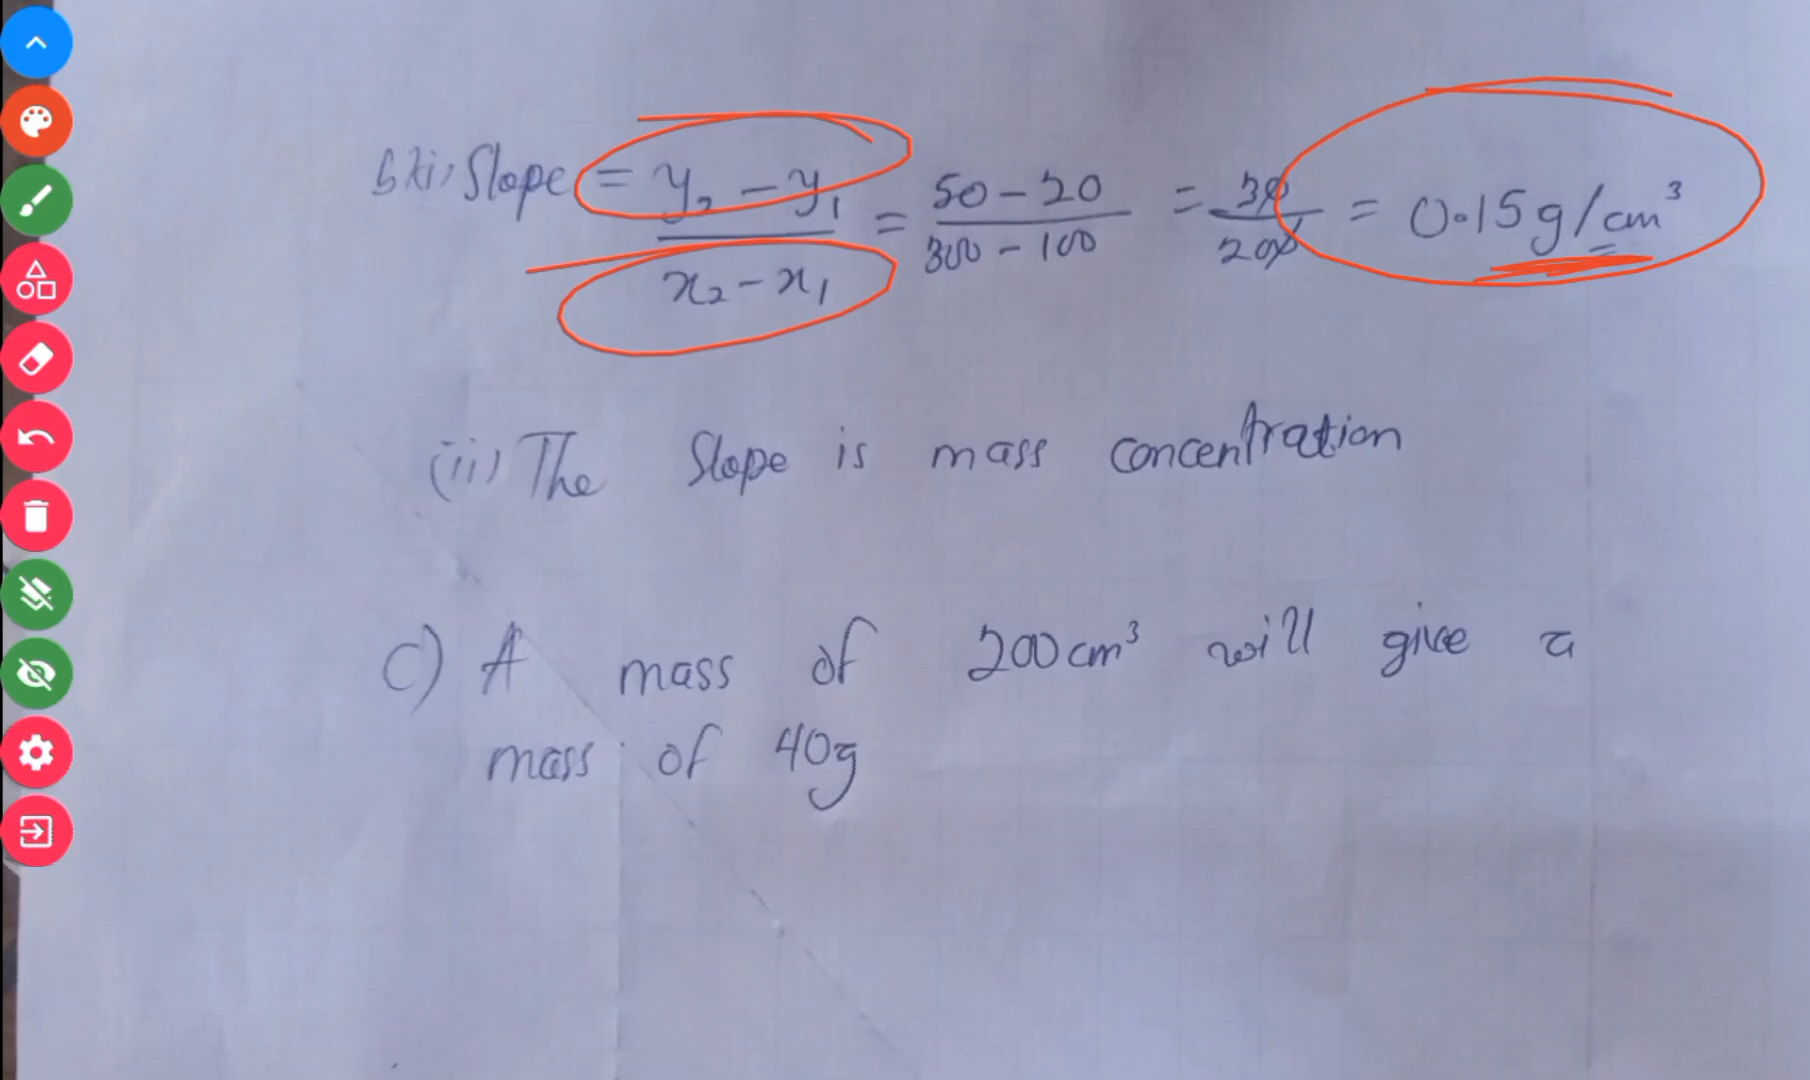 b)(i) Slope = y₂ - y₁ / x₂ - x₁ = 50 - 20 / 300 - 100 = 30 / 200 = 0.15g/cm³
(ii) The Slope is mass concentration
C) A mass of 200cm³ will give a
mass of 40g